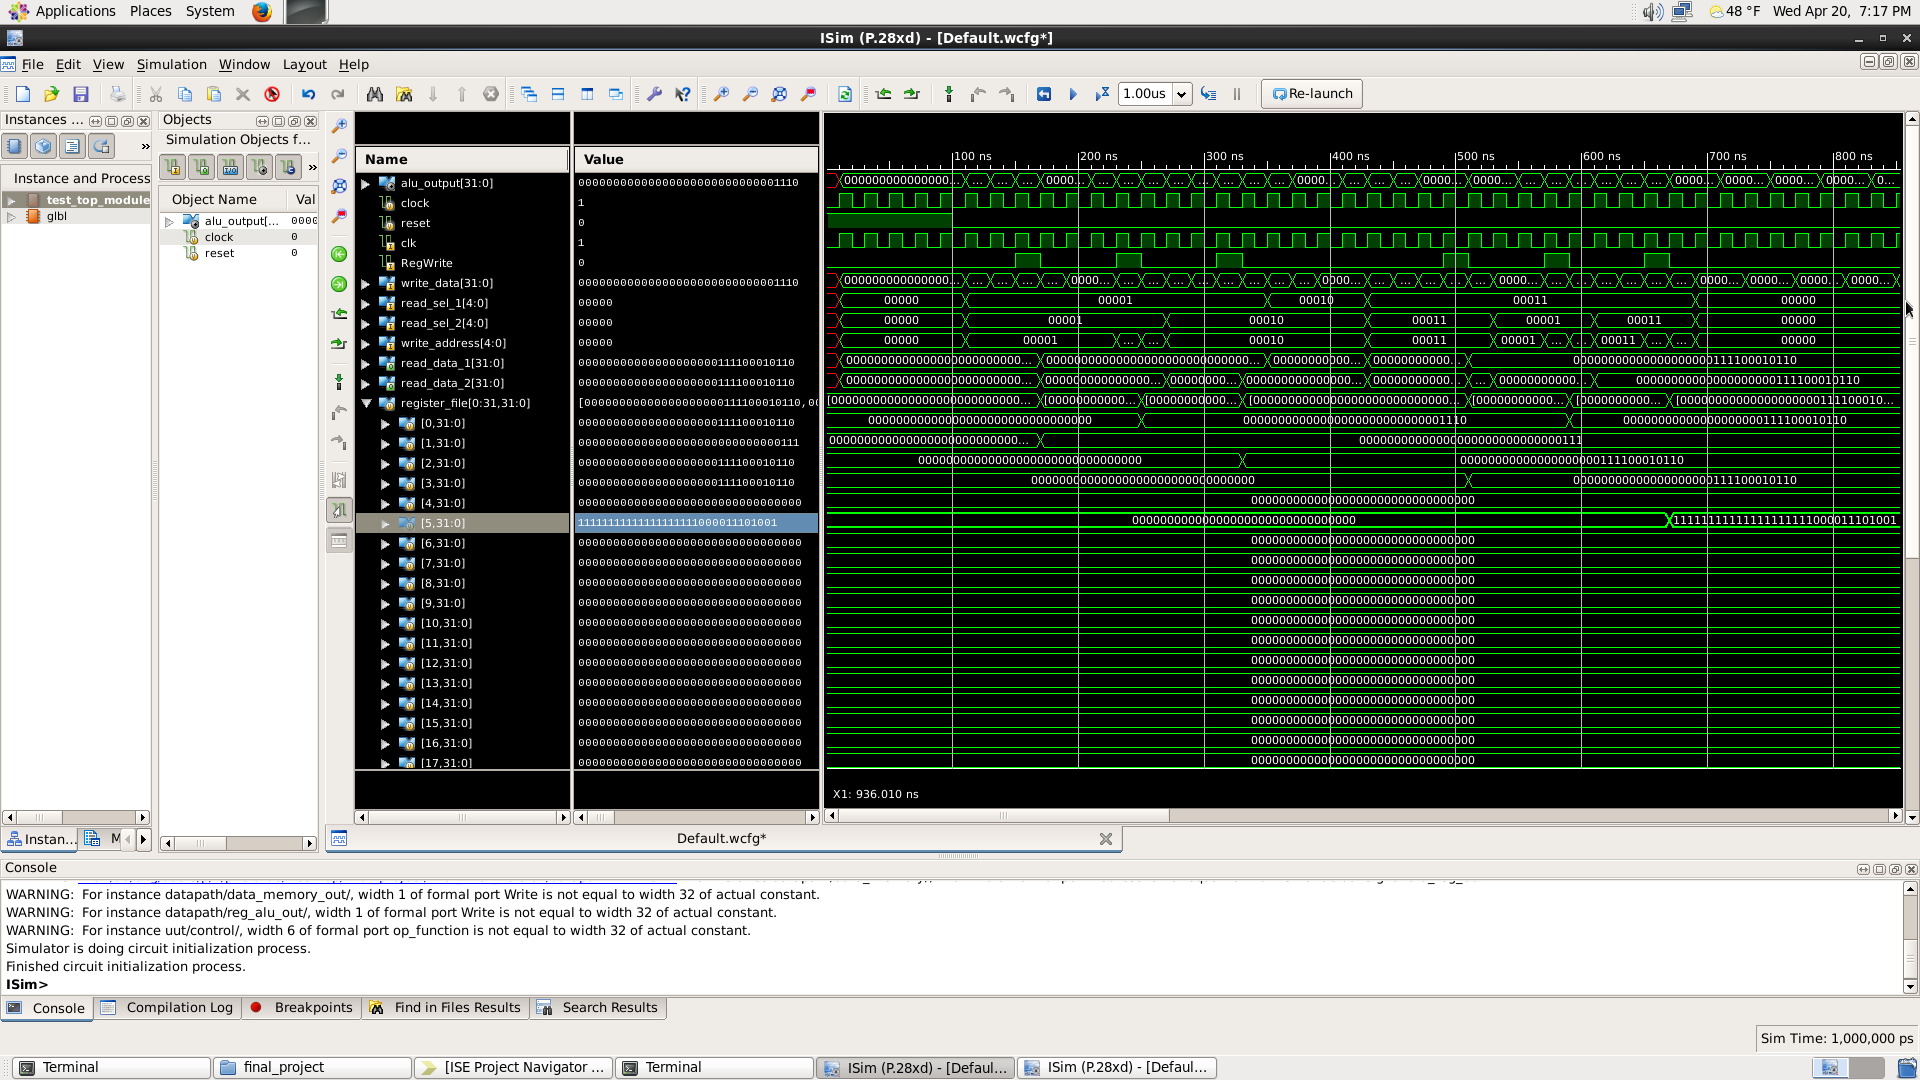 Applications Places System 48 °F Wed Apr 20, 7:17 PM
ISim (P.28xd) - [Default.wcfg*]
File Edit View Simulation Window Layout Help
1.00us Re-launch
Instances ...
Objects
Simulation Objects f...
Instance and Process
test_top_module
glbl
Object Name Val
alu_output[... 0000
clock 0
reset 0
Name Value
alu_output[31:0] 00000000000000000000000000001110
clock 1
reset 0
clk 1
RegWrite 0
write_data[31:0] 00000000000000000000000000001110
read_sel_1[4:0] 00000
read_sel_2[4:0] 00000
write_address[4:0] 00000
read_data_1[31:0] 00000000000000000000111100010110
read_data_2[31:0] 00000000000000000000111100010110
register_file[0:31,31:0] [00000000000000000000111100010110,00
[0,31:0] 00000000000000000000111100010110
[1,31:0] 00000000000000000000000000000111
[2,31:0] 00000000000000000000111100010110
[3,31:0] 00000000000000000000111100010110
[4,31:0] 00000000000000000000000000000000
[5,31:0] 11111111111111111111000011101001
[6,31:0] 00000000000000000000000000000000
[7,31:0] 00000000000000000000000000000000
[8,31:0] 00000000000000000000000000000000
[9,31:0] 00000000000000000000000000000000
[10,31:0] 00000000000000000000000000000000
[11,31:0] 00000000000000000000000000000000
[12,31:0] 00000000000000000000000000000000
[13,31:0] 00000000000000000000000000000000
[14,31:0] 00000000000000000000000000000000
[15,31:0] 00000000000000000000000000000000
[16,31:0] 00000000000000000000000000000000
[17,31:0] 00000000000000000000000000000000
100 ns 200 ns 300 ns 400 ns 500 ns 600 ns 700 ns 800 ns
00000 00001 00010 00011 00000
00000 00001 00010 00011 00001 00011 00000
00000 00001 ... ... 00010 00011 00001 ... ... 00011 ... 00000
X1: 936.010 ns
Instan...
Default.wcfg*
Console
WARNING: For instance datapath/data_memory_out/, width 1 of formal port Write is not equal to width 32 of actual constant.
WARNING: For instance datapath/reg_alu_out/, width 1 of formal port Write is not equal to width 32 of actual constant.
WARNING: For instance uut/control/, width 6 of formal port op_function is not equal to width 32 of actual constant.
Simulator is doing circuit initialization process.
Finished circuit initialization process.
ISim>
Console Compilation Log Breakpoints Find in Files Results Search Results
Sim Time: 1,000,000 ps
Terminal final_project [ISE Project Navigator ... Terminal ISim (P.28xd) - [Defaul... ISim (P.28xd) - [Defaul...